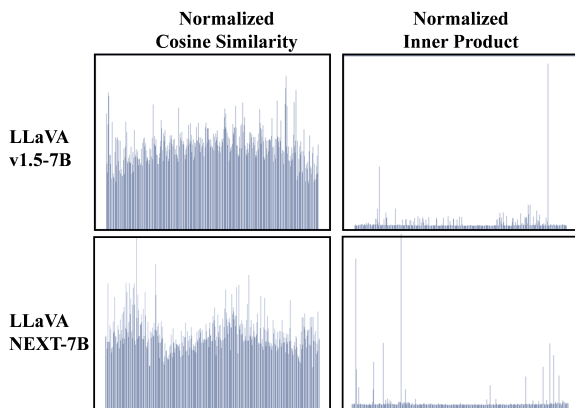 Normalized
Cosine Similarity
Normalized
Inner Product
LLaVA
v1.5-7B
LLaVA
NEXT-7B